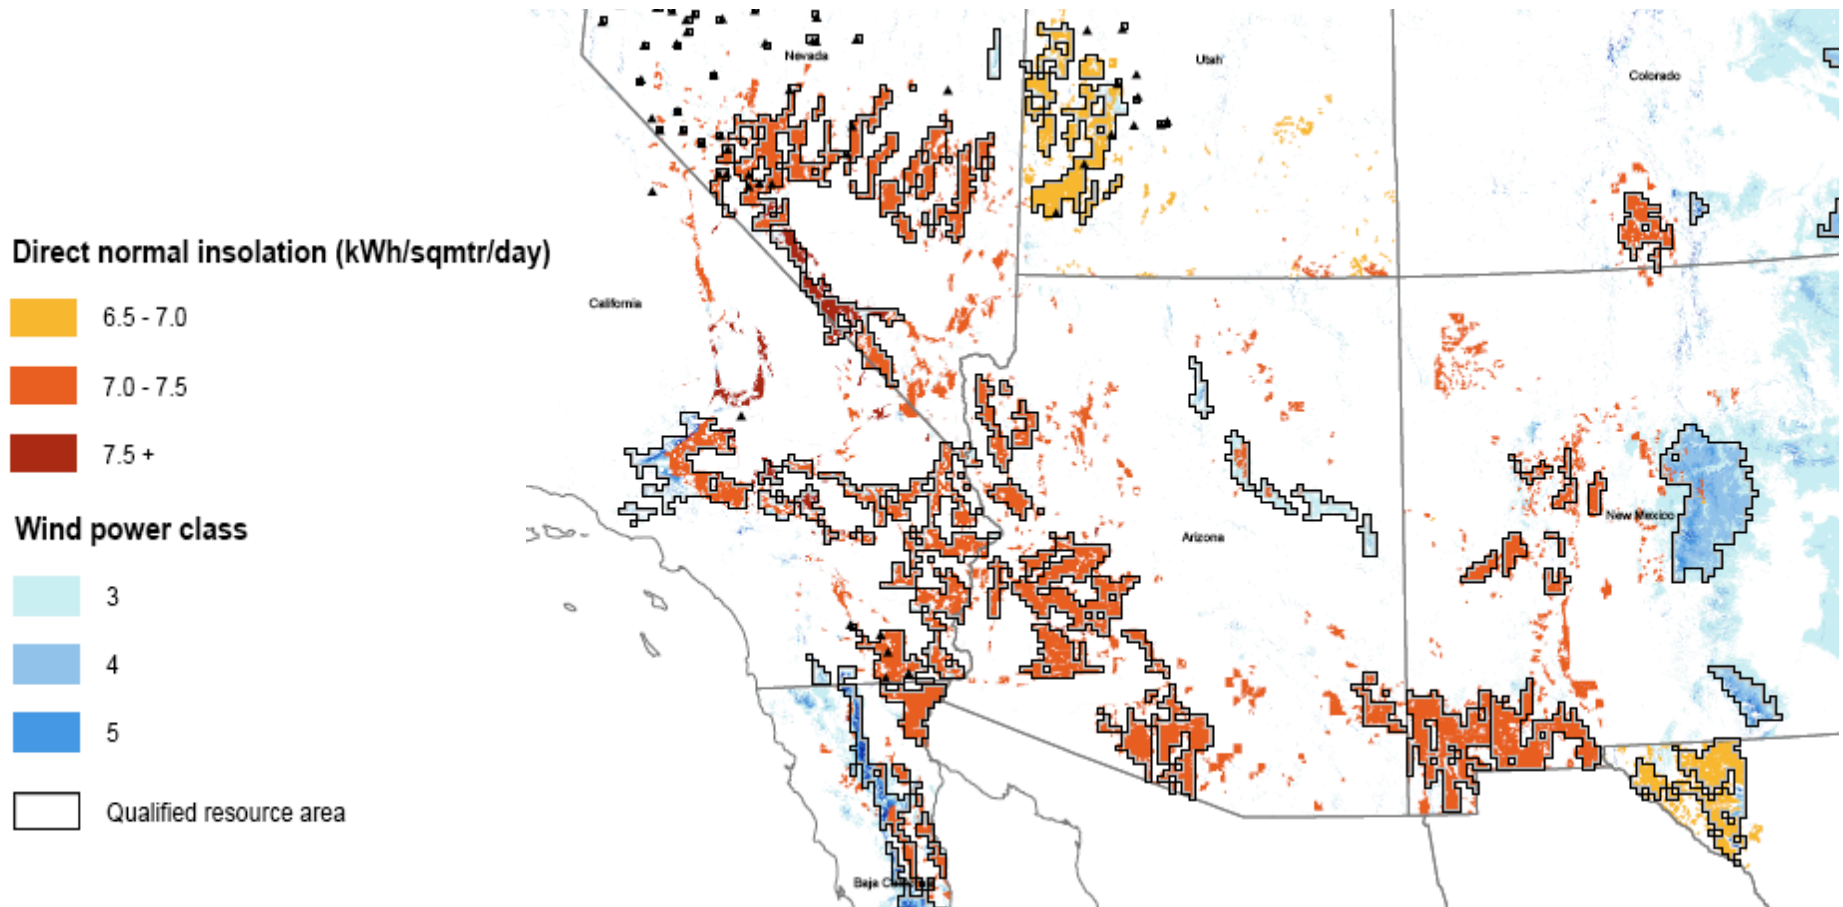 Direct normal insolation (kWh/sqmtr/day)
6.5 - 7.0
7.0 - 7.5
7.5 +
Wind power class
3
4
5
Qualified resource area
Nevada
Utah
Colorado
California
New Mexico
Arizona
Baja